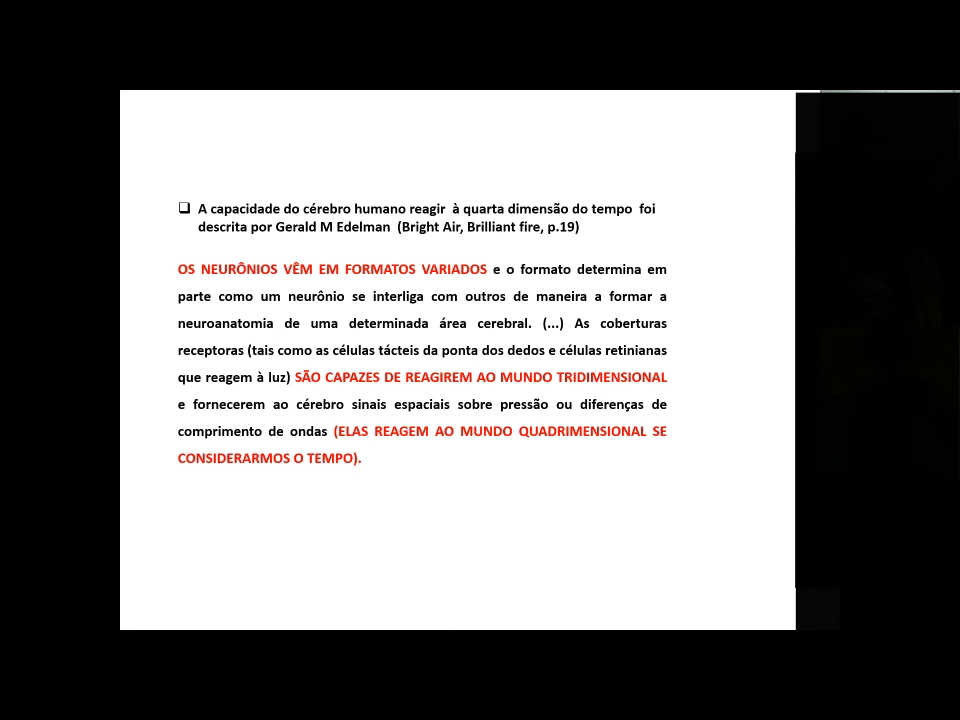 ❑ A capacidade do cérebro humano reagir à quarta dimensão do tempo foi
descrita por Gerald M Edelman (Bright Air, Brilliant fire, p.19)
OS NEURÔNIOS VÊM EM FORMATOS VARIADOS e o formato determina em
parte como um neurônio se interliga com outros de maneira a formar a
neuroanatomia de uma determinada área cerebral. (...) As coberturas
receptoras (tais como as células tácteis da ponta dos dedos e células retinianas
que reagem à luz) SÃO CAPAZES DE REAGIREM AO MUNDO TRIDIMENSIONAL
e fornecerem ao cérebro sinais espaciais sobre pressão ou diferenças de
comprimento de ondas (ELAS REAGEM AO MUNDO QUADRIMENSIONAL SE
CONSIDERARMOS O TEMPO).